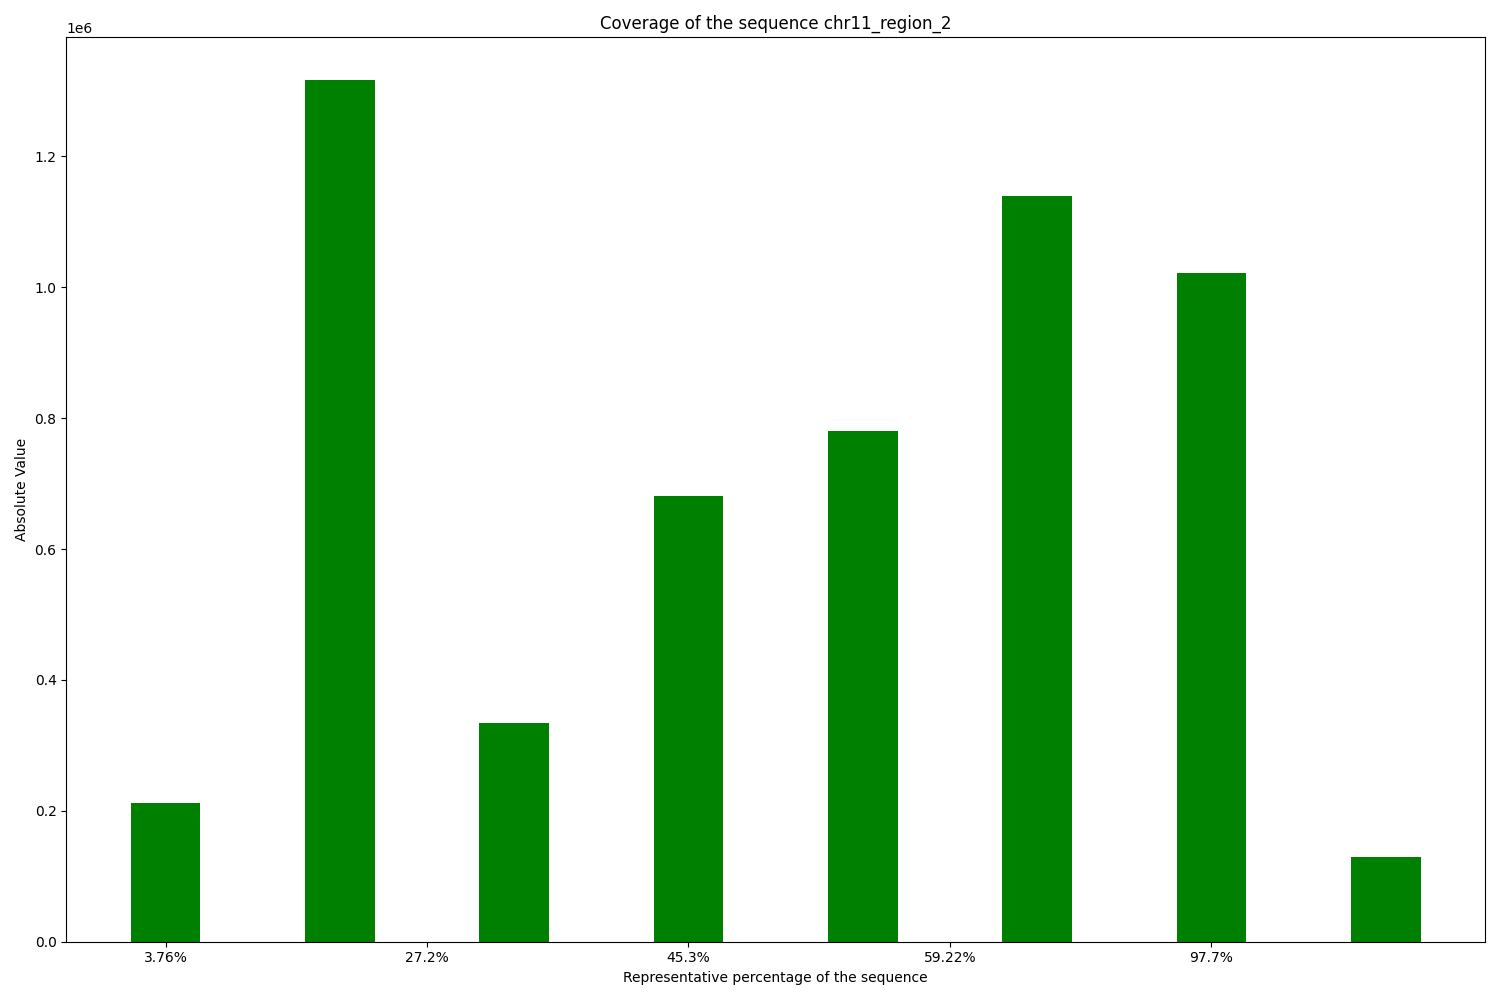 Coverage of the sequence chr11_region_2
1e6
1.2
1.0
0.8
0.6
0.4
0.2
0.0
Absolute Value
3.76% 27.2% 45.3% 59.22% 97.7%
Representative percentage of the sequence